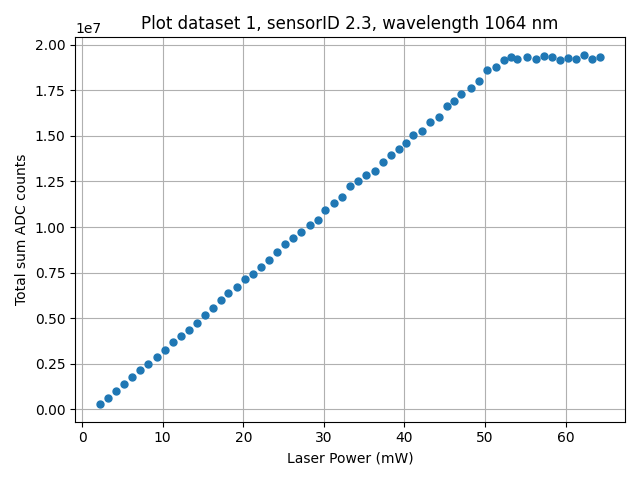 Plot dataset 1, sensorID 2.3, wavelength 1064 nm
1e7
2.00
1.75
1.50
1.25
1.00
0.75
0.50
0.25
0.00
Total sum ADC counts
0 10 20 30 40 50 60
Laser Power (mW)